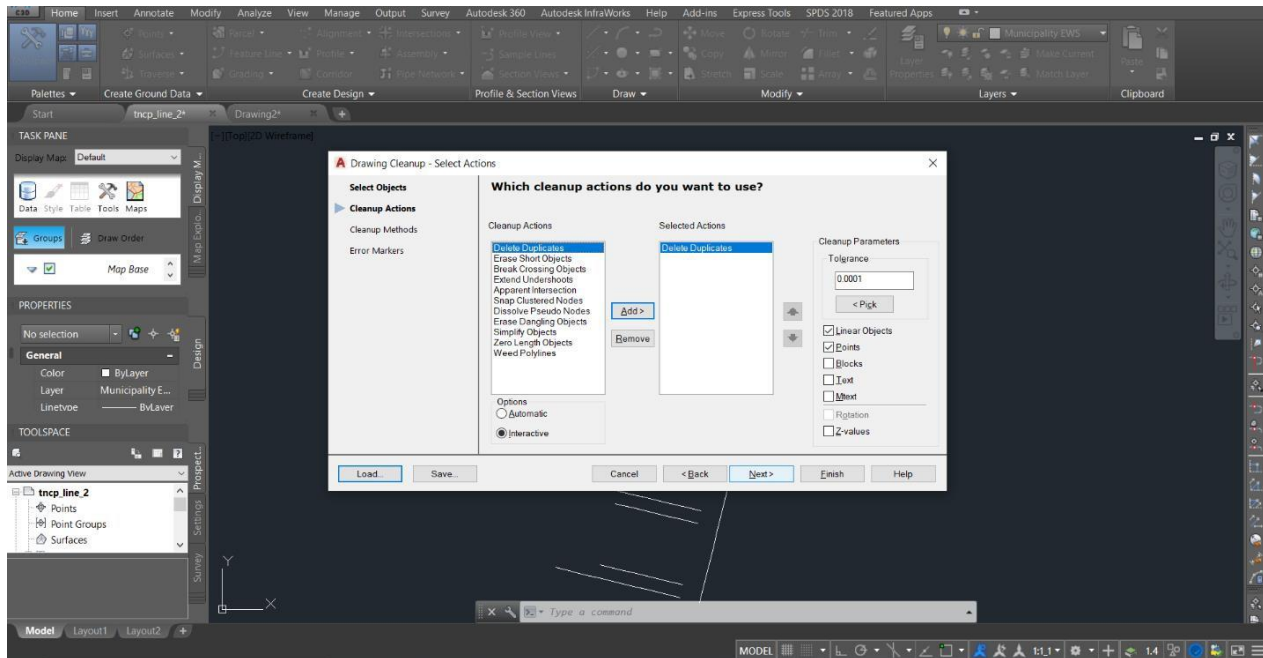 C3D Home Insert Annotate Modify Analyze View Manage Output Survey Autodesk 360 Autodesk InfraWorks Help Add-ins Express Tools SPDS 2018 Featured Apps
Points Parcel Alignment Intersections Profile View Move Rotate Trim Municipality EWS
Surfaces Feature Line Profile Assembly Sample Lines Copy Fillet Make Current
Traverse Grading Corridor Pipe Network Section Views Stretch Scale Array Layer Properties Match Layer Paste
Palettes Create Ground Data Create Design Profile & Section Views Draw Modify Layers Clipboard
Start tncp_line_2* Drawing2*
TASK PANE [-][Top][2D Wireframe]
Display Map: Default
Data Style Table Tools Maps
Groups Draw Order
Map Base
Display M...
Map Explo...
PROPERTIES
No selection
General
Color ByLayer
Layer Municipality E...
Linetype ByLayer
Design
TOOLSPACE
Active Drawing View
tncp_line_2
Points
Point Groups
Surfaces
Prospect...
Settings
Survey
Drawing Cleanup - Select Actions
Select Objects
Cleanup Actions
Cleanup Methods
Error Markers
Which cleanup actions do you want to use?
Cleanup Actions
Delete Duplicates
Erase Short Objects
Break Crossing Objects
Extend Undershoots
Apparent Intersection
Snap Clustered Nodes
Dissolve Pseudo Nodes
Erase Dangling Objects
Simplify Objects
Zero Length Objects
Weed Polylines
Options
Automatic
Interactive
Add >
Remove
Selected Actions
Delete Duplicates
Cleanup Parameters
Tolerance
0.0001
< Pick
Linear Objects
Points
Blocks
Text
Mtext
Rotation
Z-values
Load... Save... Cancel < Back Next > Finish Help
Y
X
Type a command
Model Layout1 Layout2 +
MODEL 1:1_1 1.4